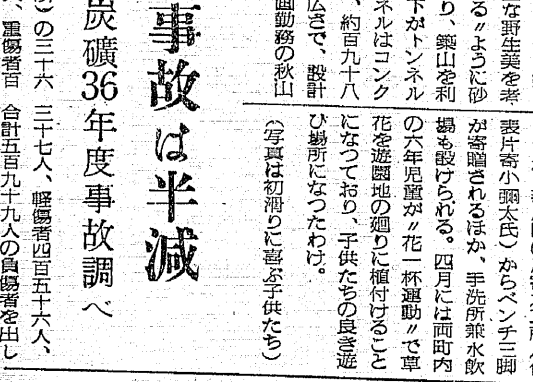 な野生美を考
る〃ように砂
り、築山を利
下がトンネル
ネルはコンク
、約百九十八
広さで、設計
画勤務の秋山
表片寄小彌太氏）からベンチ三脚
が寄贈されるほか、手洗所兼水飲
場も設けられる。四月には両町内
の六年児童が〃花一杯運動〃で草
花を遊園地の廻りに植付けること
になつており、子供たちの良き遊
び場所になつたわけ。
（写真は初滑りに喜ぶ子供たち）
事故は半減
炭礦36年度事故調べ
の三十六
、重傷者百
三十七人、軽傷者四百五十六人、
合計五百九十九人の負傷者を出し